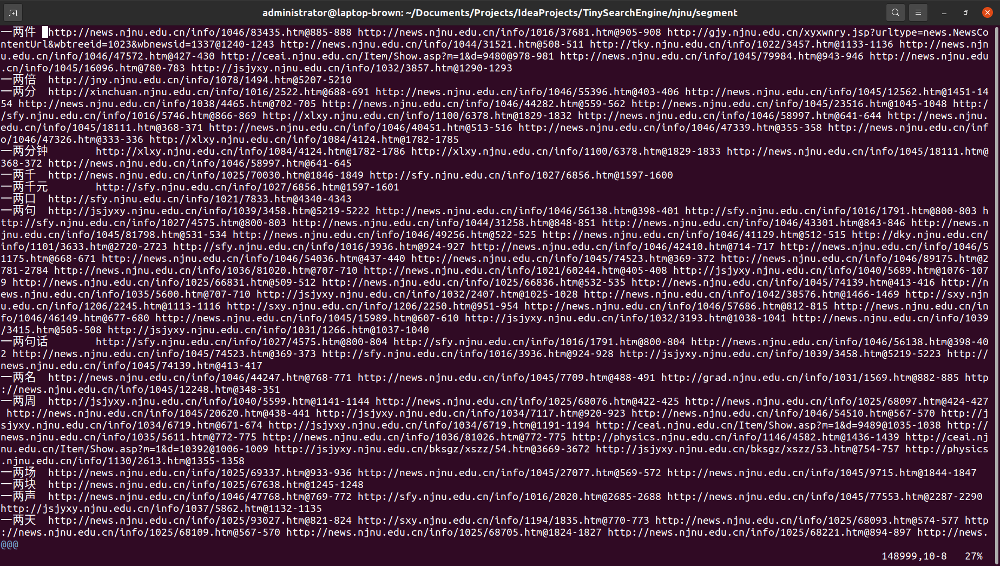 administrator@laptop-brown: ~/Documents/Projects/IdeaProjects/TinySearchEngine/njnu/segment
一两件 http://news.njnu.edu.cn/info/1046/83435.htm@885-888 http://news.njnu.edu.cn/info/1016/37681.htm@905-908 http://gjy.njnu.edu.cn/xyxwnry.jsp?urltype=news.NewsCo
ntentUrl&wbtreeid=1023&wbnewsid=1337@1240-1243 http://news.njnu.edu.cn/info/1044/31521.htm@508-511 http://tky.njnu.edu.cn/info/1022/3457.htm@1133-1136 http://news.njn
u.edu.cn/info/1046/47572.htm@427-430 http://ceai.njnu.edu.cn/Item/Show.asp?m=1&d=9480@978-981 http://news.njnu.edu.cn/info/1045/79984.htm@943-946 http://news.njnu.edu
.cn/info/1045/16096.htm@780-783 http://jsjyxy.njnu.edu.cn/info/1032/3857.htm@1290-1293
一两倍 http://jny.njnu.edu.cn/info/1078/1494.htm@5207-5210
一两分 http://xinchuan.njnu.edu.cn/info/1016/2522.htm@688-691 http://news.njnu.edu.cn/info/1046/55396.htm@403-406 http://news.njnu.edu.cn/info/1045/12562.htm@1451-14
54 http://news.njnu.edu.cn/info/1038/4465.htm@702-705 http://news.njnu.edu.cn/info/1046/44282.htm@559-562 http://news.njnu.edu.cn/info/1045/23516.htm@1045-1048 http:/
/sfy.njnu.edu.cn/info/1016/5746.htm@866-869 http://xlxy.njnu.edu.cn/info/1100/6378.htm@1829-1832 http://news.njnu.edu.cn/info/1046/58997.htm@641-644 http://news.njnu.
edu.cn/info/1045/18111.htm@368-371 http://news.njnu.edu.cn/info/1046/40451.htm@513-516 http://news.njnu.edu.cn/info/1046/47339.htm@355-358 http://news.njnu.edu.cn/inf
o/1046/47326.htm@333-336 http://xlxy.njnu.edu.cn/info/1084/4124.htm@1782-1785
一两分钟 http://xlxy.njnu.edu.cn/info/1084/4124.htm@1782-1786 http://xlxy.njnu.edu.cn/info/1100/6378.htm@1829-1833 http://news.njnu.edu.cn/info/1045/18111.htm@
368-372 http://news.njnu.edu.cn/info/1046/58997.htm@641-645
一两千 http://news.njnu.edu.cn/info/1025/70030.htm@1846-1849 http://sfy.njnu.edu.cn/info/1027/6856.htm@1597-1600
一两千元 http://sfy.njnu.edu.cn/info/1027/6856.htm@1597-1601
一两口 http://sfy.njnu.edu.cn/info/1021/7833.htm@4340-4343
一两句 http://jsjyxy.njnu.edu.cn/info/1039/3458.htm@5219-5222 http://news.njnu.edu.cn/info/1046/56138.htm@398-401 http://sfy.njnu.edu.cn/info/1016/1791.htm@800-803 h
ttp://sfy.njnu.edu.cn/info/1027/4575.htm@800-803 http://news.njnu.edu.cn/info/1044/31258.htm@848-851 http://news.njnu.edu.cn/info/1046/43301.htm@843-846 http://news.n
jnu.edu.cn/info/1045/81798.htm@531-534 http://news.njnu.edu.cn/info/1046/49256.htm@522-525 http://news.njnu.edu.cn/info/1046/41129.htm@512-515 http://dky.njnu.edu.cn/
info/1101/3633.htm@2720-2723 http://sfy.njnu.edu.cn/info/1016/3936.htm@924-927 http://news.njnu.edu.cn/info/1046/42410.htm@714-717 http://news.njnu.edu.cn/info/1046/5
1175.htm@668-671 http://news.njnu.edu.cn/info/1046/54036.htm@437-440 http://news.njnu.edu.cn/info/1045/74523.htm@369-372 http://news.njnu.edu.cn/info/1046/89175.htm@2
781-2784 http://news.njnu.edu.cn/info/1036/81020.htm@707-710 http://news.njnu.edu.cn/info/1021/60244.htm@405-408 http://jsjyxy.njnu.edu.cn/info/1040/5689.htm@1076-107
9 http://news.njnu.edu.cn/info/1025/66831.htm@509-512 http://news.njnu.edu.cn/info/1025/66836.htm@532-535 http://news.njnu.edu.cn/info/1045/74139.htm@413-416 http://n
ews.njnu.edu.cn/info/1035/5600.htm@707-710 http://jsjyxy.njnu.edu.cn/info/1032/2407.htm@1025-1028 http://news.njnu.edu.cn/info/1042/38576.htm@1466-1469 http://sxy.njn
u.edu.cn/info/1206/2245.htm@1113-1116 http://sxy.njnu.edu.cn/info/1206/2250.htm@951-954 http://news.njnu.edu.cn/info/1046/57686.htm@812-815 http://news.njnu.edu.cn/in
fo/1046/46149.htm@677-680 http://news.njnu.edu.cn/info/1045/15989.htm@607-610 http://jsjyxy.njnu.edu.cn/info/1032/3193.htm@1038-1041 http://news.njnu.edu.cn/info/1039
/3415.htm@505-508 http://jsjyxy.njnu.edu.cn/info/1031/1266.htm@1037-1040
一两句话 http://sfy.njnu.edu.cn/info/1027/4575.htm@800-804 http://sfy.njnu.edu.cn/info/1016/1791.htm@800-804 http://news.njnu.edu.cn/info/1046/56138.htm@398-40
2 http://news.njnu.edu.cn/info/1045/74523.htm@369-373 http://sfy.njnu.edu.cn/info/1016/3936.htm@924-928 http://jsjyxy.njnu.edu.cn/info/1039/3458.htm@5219-5223 http://
news.njnu.edu.cn/info/1045/74139.htm@413-417
一两名 http://news.njnu.edu.cn/info/1046/44247.htm@768-771 http://news.njnu.edu.cn/info/1045/7709.htm@488-491 http://grad.njnu.edu.cn/info/1031/1569.htm@882-885 http
://news.njnu.edu.cn/info/1045/12248.htm@348-351
一两周 http://jsjyxy.njnu.edu.cn/info/1040/5599.htm@1141-1144 http://news.njnu.edu.cn/info/1025/68076.htm@422-425 http://news.njnu.edu.cn/info/1025/68097.htm@424-427
http://news.njnu.edu.cn/info/1045/20620.htm@438-441 http://jsjyxy.njnu.edu.cn/info/1034/7117.htm@920-923 http://news.njnu.edu.cn/info/1046/54510.htm@567-570 http://j
sjyxy.njnu.edu.cn/info/1034/6719.htm@671-674 http://jsjyxy.njnu.edu.cn/info/1034/6719.htm@1191-1194 http://ceai.njnu.edu.cn/Item/Show.asp?m=1&d=9489@1035-1038 http://
news.njnu.edu.cn/info/1035/5611.htm@772-775 http://news.njnu.edu.cn/info/1036/81026.htm@772-775 http://physics.njnu.edu.cn/info/1146/4582.htm@1436-1439 http://ceai.nj
nu.edu.cn/Item/Show.asp?m=1&d=10392@1006-1009 http://jsjyxy.njnu.edu.cn/bksgz/xszz/54.htm@3669-3672 http://jsjyxy.njnu.edu.cn/bksgz/xszz/53.htm@754-757 http://physics
.njnu.edu.cn/info/1130/2613.htm@1355-1358
一两场 http://news.njnu.edu.cn/info/1025/69337.htm@933-936 http://news.njnu.edu.cn/info/1045/27077.htm@569-572 http://news.njnu.edu.cn/info/1045/9715.htm@1844-1847
一两块 http://news.njnu.edu.cn/info/1025/67638.htm@1245-1248
一两声 http://news.njnu.edu.cn/info/1046/47768.htm@769-772 http://sfy.njnu.edu.cn/info/1016/2020.htm@2685-2688 http://news.njnu.edu.cn/info/1045/77553.htm@2287-2290
http://jsjyxy.njnu.edu.cn/info/1037/5862.htm@1132-1135
一两天 http://news.njnu.edu.cn/info/1025/93027.htm@821-824 http://sxy.njnu.edu.cn/info/1194/1835.htm@770-773 http://news.njnu.edu.cn/info/1025/68093.htm@574-577 http
://news.njnu.edu.cn/info/1025/68109.htm@567-570 http://news.njnu.edu.cn/info/1025/68705.htm@1824-1827 http://news.njnu.edu.cn/info/1025/68221.htm@894-897 http://news.
@@@
148999,10-8 27%